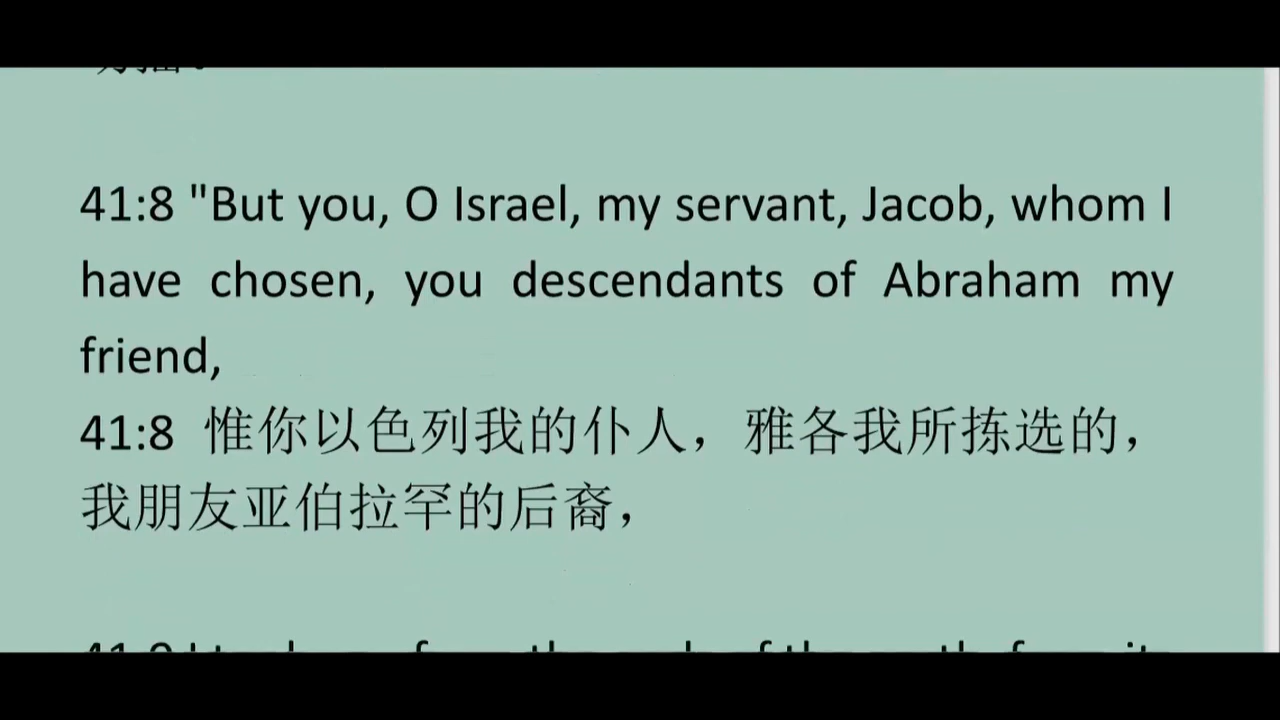 41:8 "But you, O Israel, my servant, Jacob, whom I
have chosen, you descendants of Abraham my
friend,
41:8 惟你以色列我的仆人，雅各我所拣选的，
我朋友亚伯拉罕的后裔，